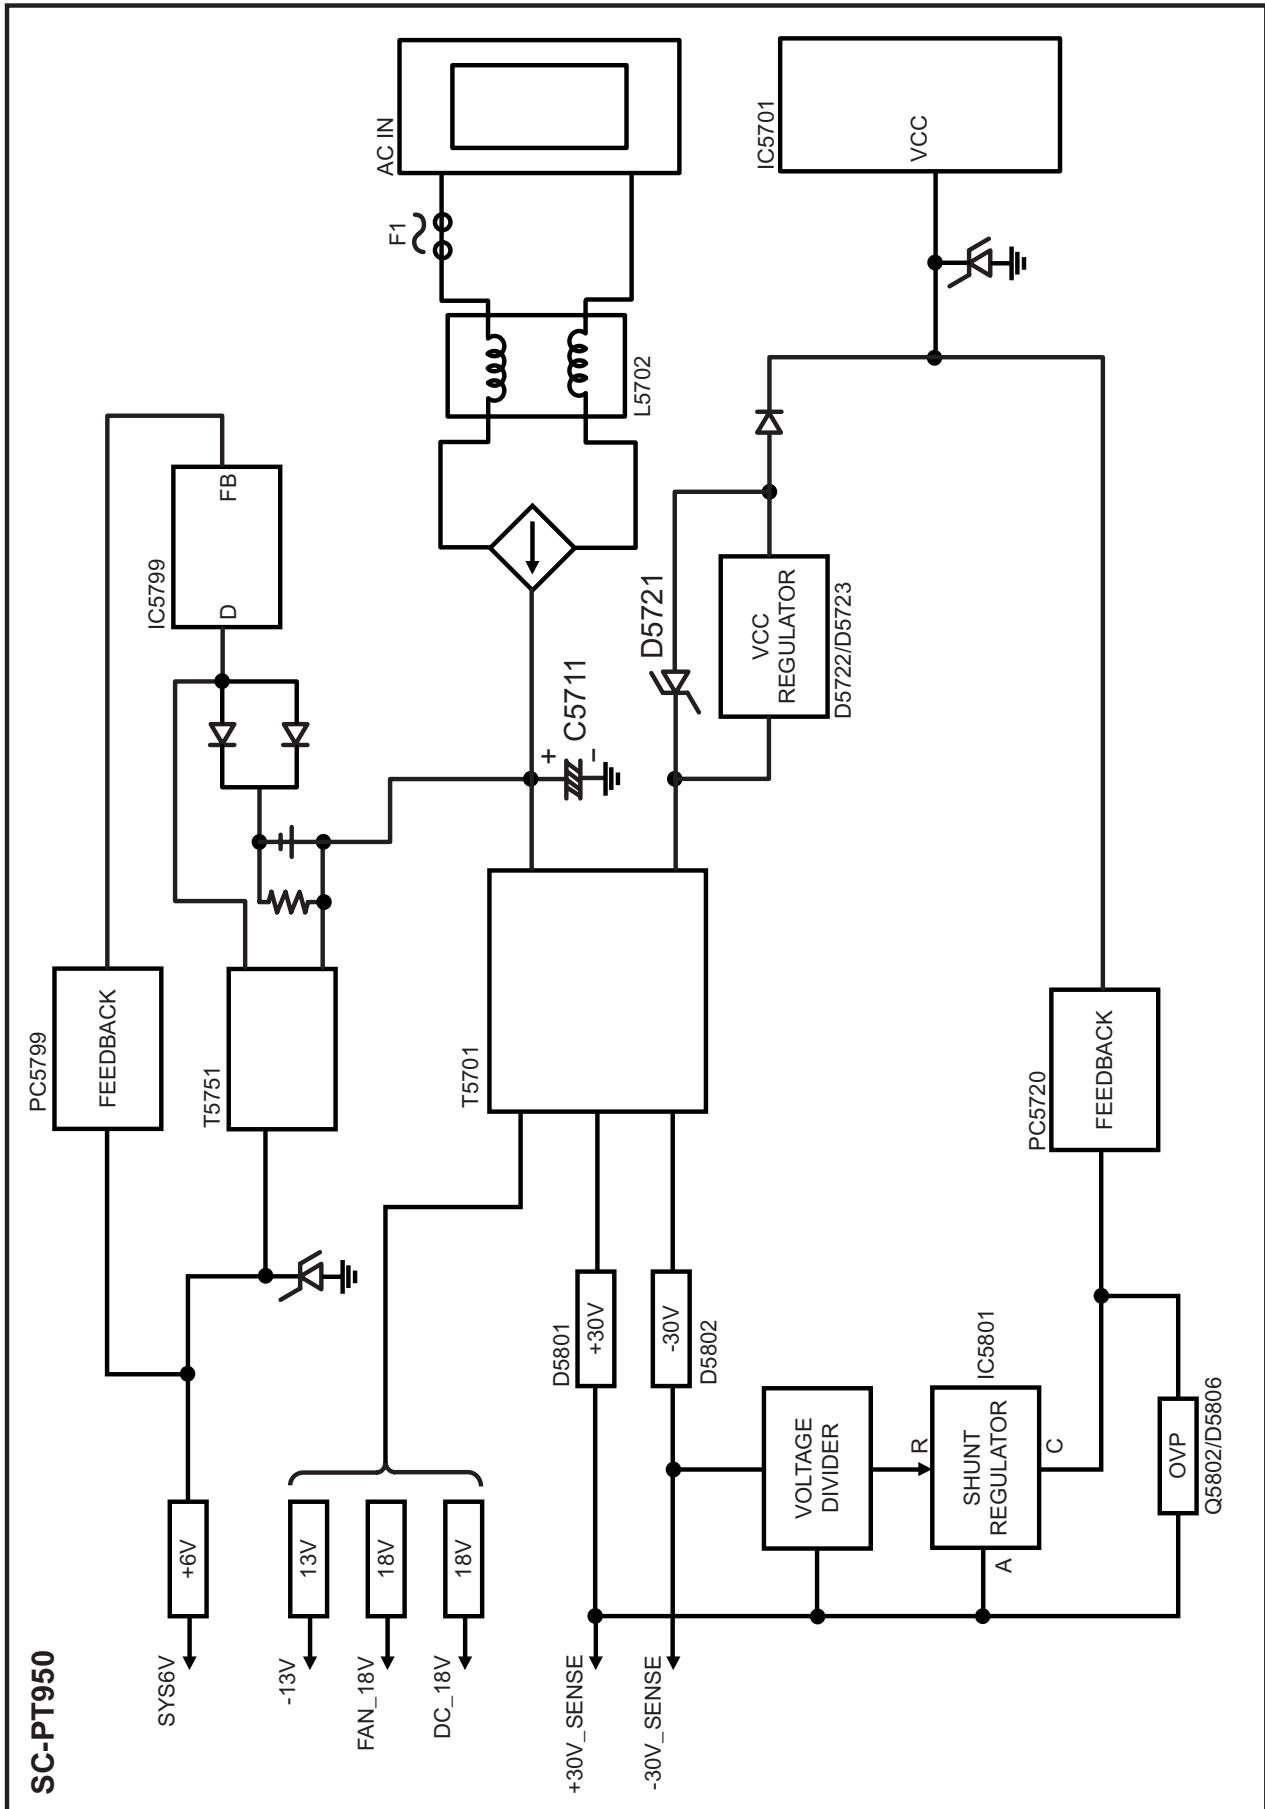 SC-PT950
SYS6V
+6V
-13V
13V
FAN_18V
18V
DC_18V
18V
+30V_SENSE
-30V_SENSE
PC5799
FEEDBACK
T5751
IC5799
D
FB
AC IN
F1
L5702
+
C5711
-
D5721
VCC
REGULATOR
D5722/D5723
IC5701
VCC
T5701
D5801
+30V
-30V
D5802
VOLTAGE
DIVIDER
R
SHUNT
REGULATOR
IC5801
A
C
OVP
Q5802/D5806
PC5720
FEEDBACK